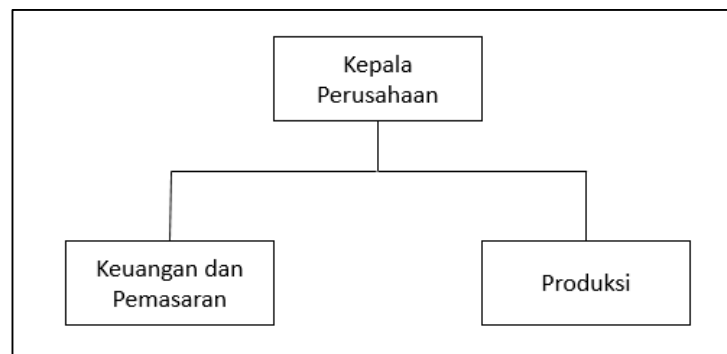 Kepala
Perusahaan
Keuangan dan
Pemasaran
Produksi